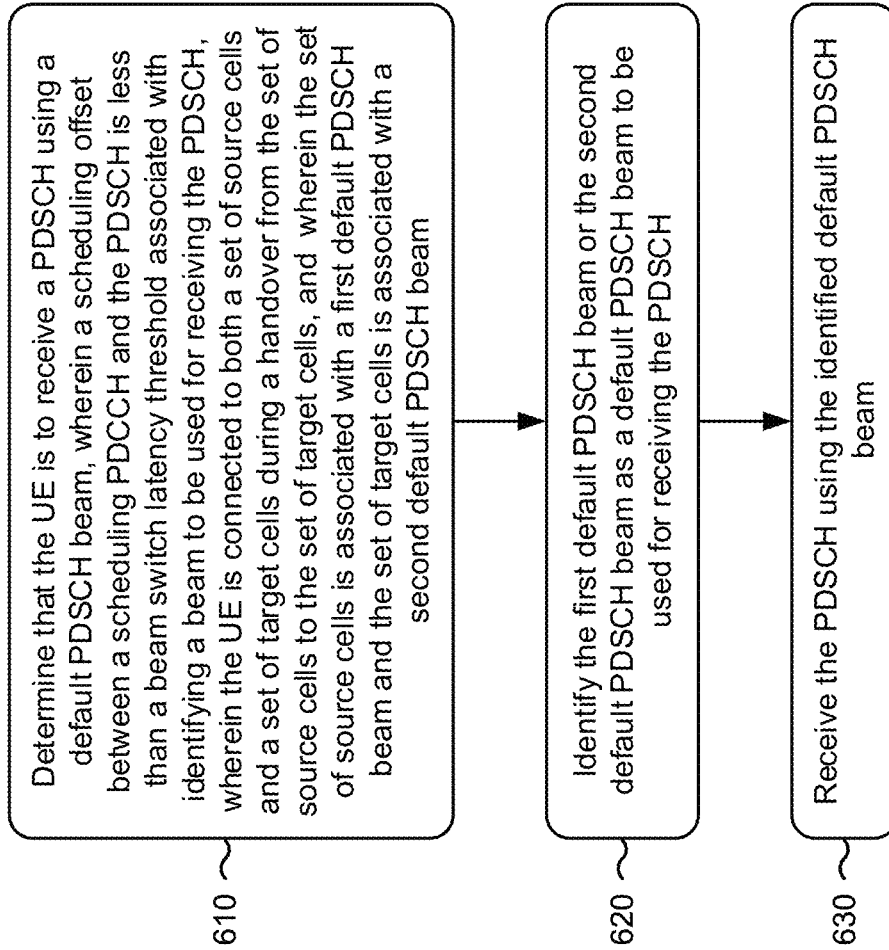 610
Determine that the UE is to receive a PDSCH using a
default PDSCH beam, wherein a scheduling offset
between a scheduling PDCCH and the PDSCH is less
than a beam switch latency threshold associated with
identifying a beam to be used for receiving the PDSCH,
wherein the UE is connected to both a set of source cells
and a set of target cells during a handover from the set of
source cells to the set of target cells, and wherein the set
of source cells is associated with a first default PDSCH
beam and the set of target cells is associated with a
second default PDSCH beam
620
Identify the first default PDSCH beam or the second
default PDSCH beam as a default PDSCH beam to be
used for receiving the PDSCH
630
Receive the PDSCH using the identified default PDSCH
beam